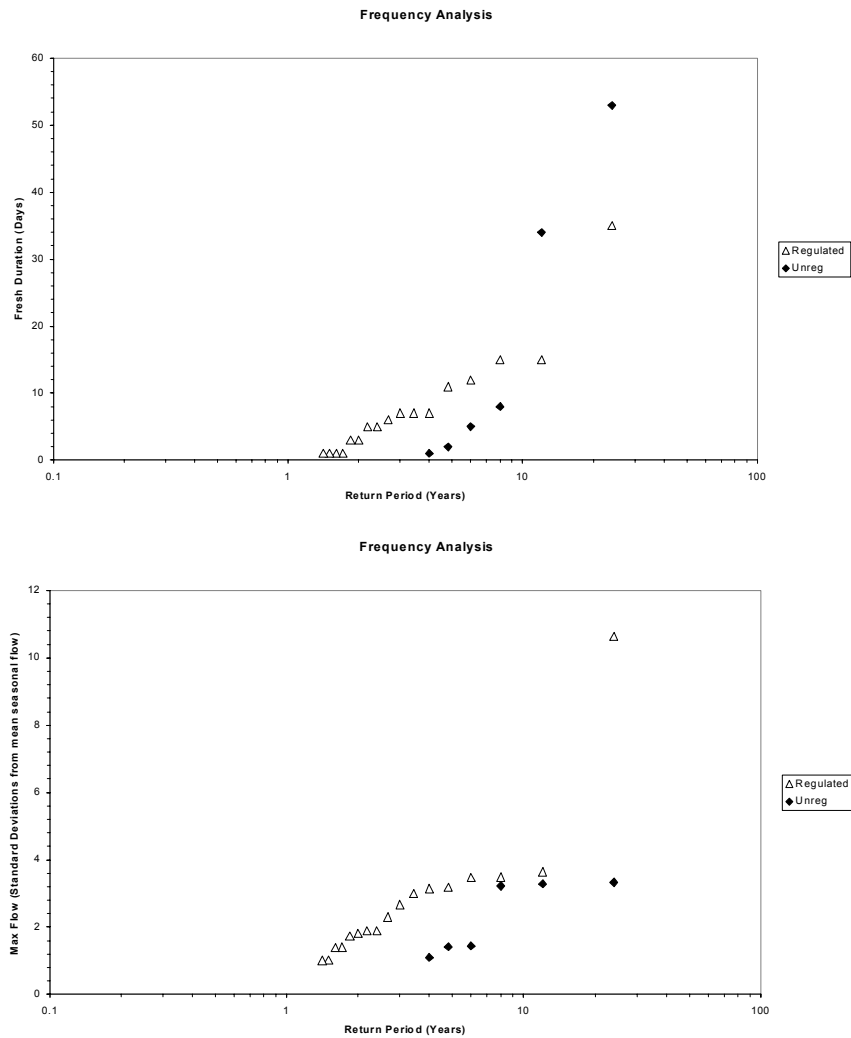 Frequency Analysis
60
50
40
30
20
10
0
0.1
1
10
100
Fresh Duration (Days)
Return Period (Years)
Regulated
Unreg
Frequency Analysis
12
10
8
6
4
2
0
0.1
1
10
100
Max Flow (Standard Deviations from mean seasonal flow)
Return Period (Years)
Regulated
Unreg